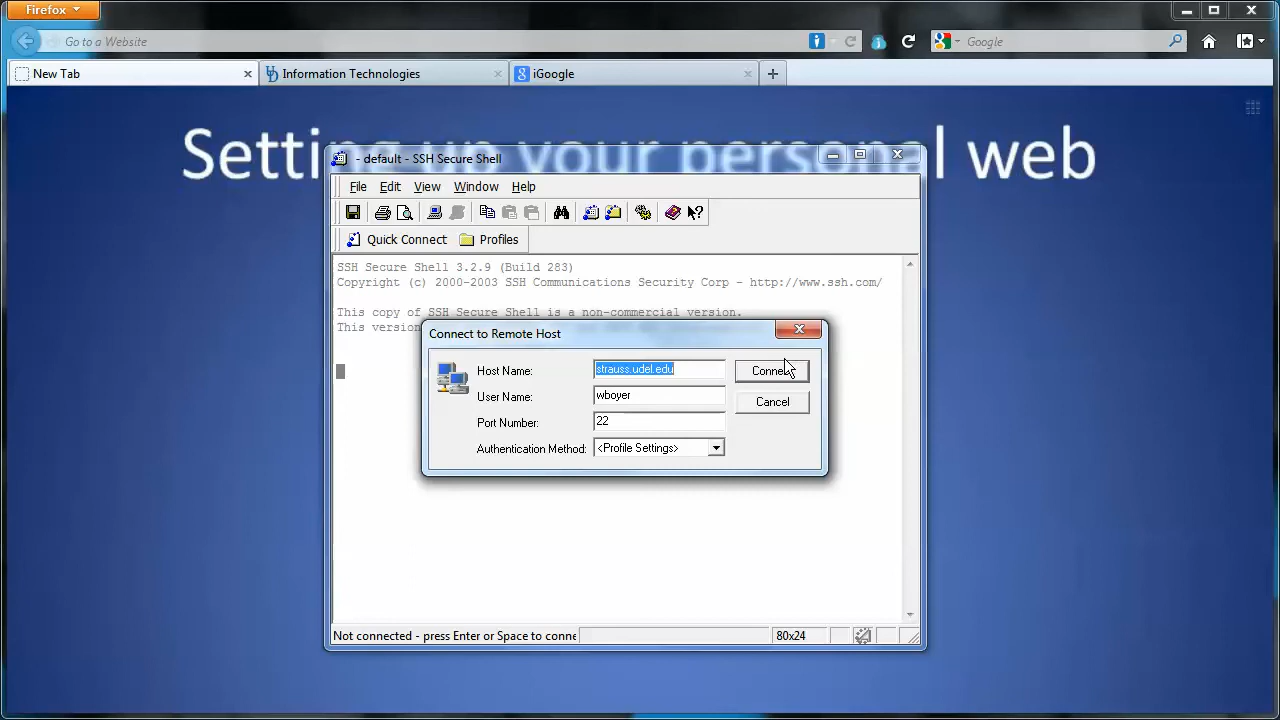 Firefox
Go to a Website
Google
New Tab
Information Technologies
iGoogle
Setting up your personal web
- default - SSH Secure Shell
File Edit View Window Help
Quick Connect Profiles
SSH Secure Shell 3.2.9 (Build 283)
Copyright (c) 2000-2003 SSH Communications Security Corp - http://www.ssh.com/
This copy of SSH Secure Shell is a non-commercial version.
This version
Connect to Remote Host
Host Name: strauss.udel.edu
Connect
User Name: wboyer
Cancel
Port Number: 22
Authentication Method: <Profile Settings>
Not connected - press Enter or Space to conne
80x24